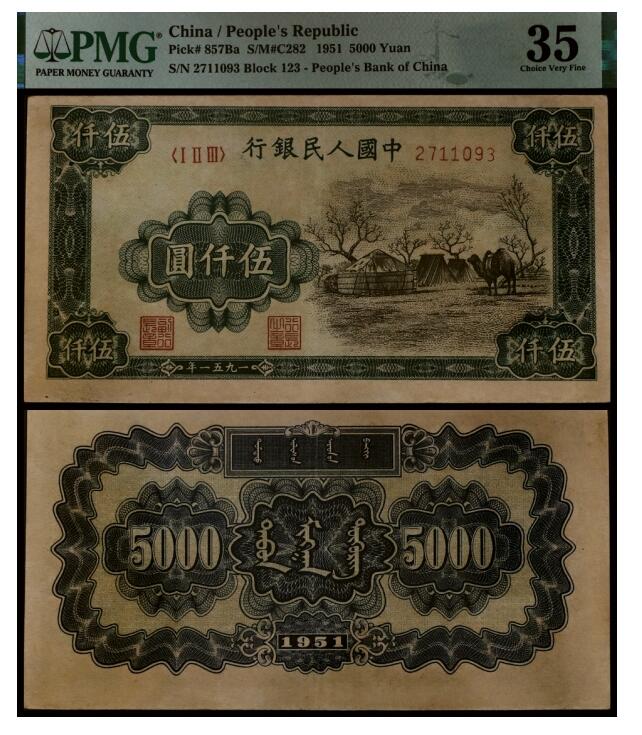 PMG®
PAPER MONEY GUARANTY
China / People's Republic
Pick# 857Ba S/M#C282 1951 5000 Yuan
S/N 2711093 Block 123 - People's Bank of China
35
Choice Very Fine
仟伍
仟伍
〈I II III〉 行銀民人國中 2711093
圓仟伍
仟伍
仟伍
年一五九一
5000
5000
1951